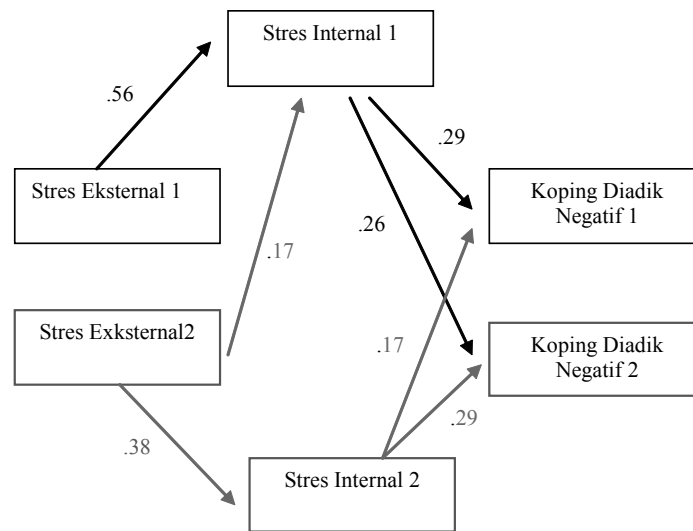 Stres Internal 1
.56
.29
Stres Eksternal 1
Koping Diadik
Negatif 1
.26
.17
Stres Exksternal2
.17
Koping Diadik
Negatif 2
.29
.38
Stres Internal 2